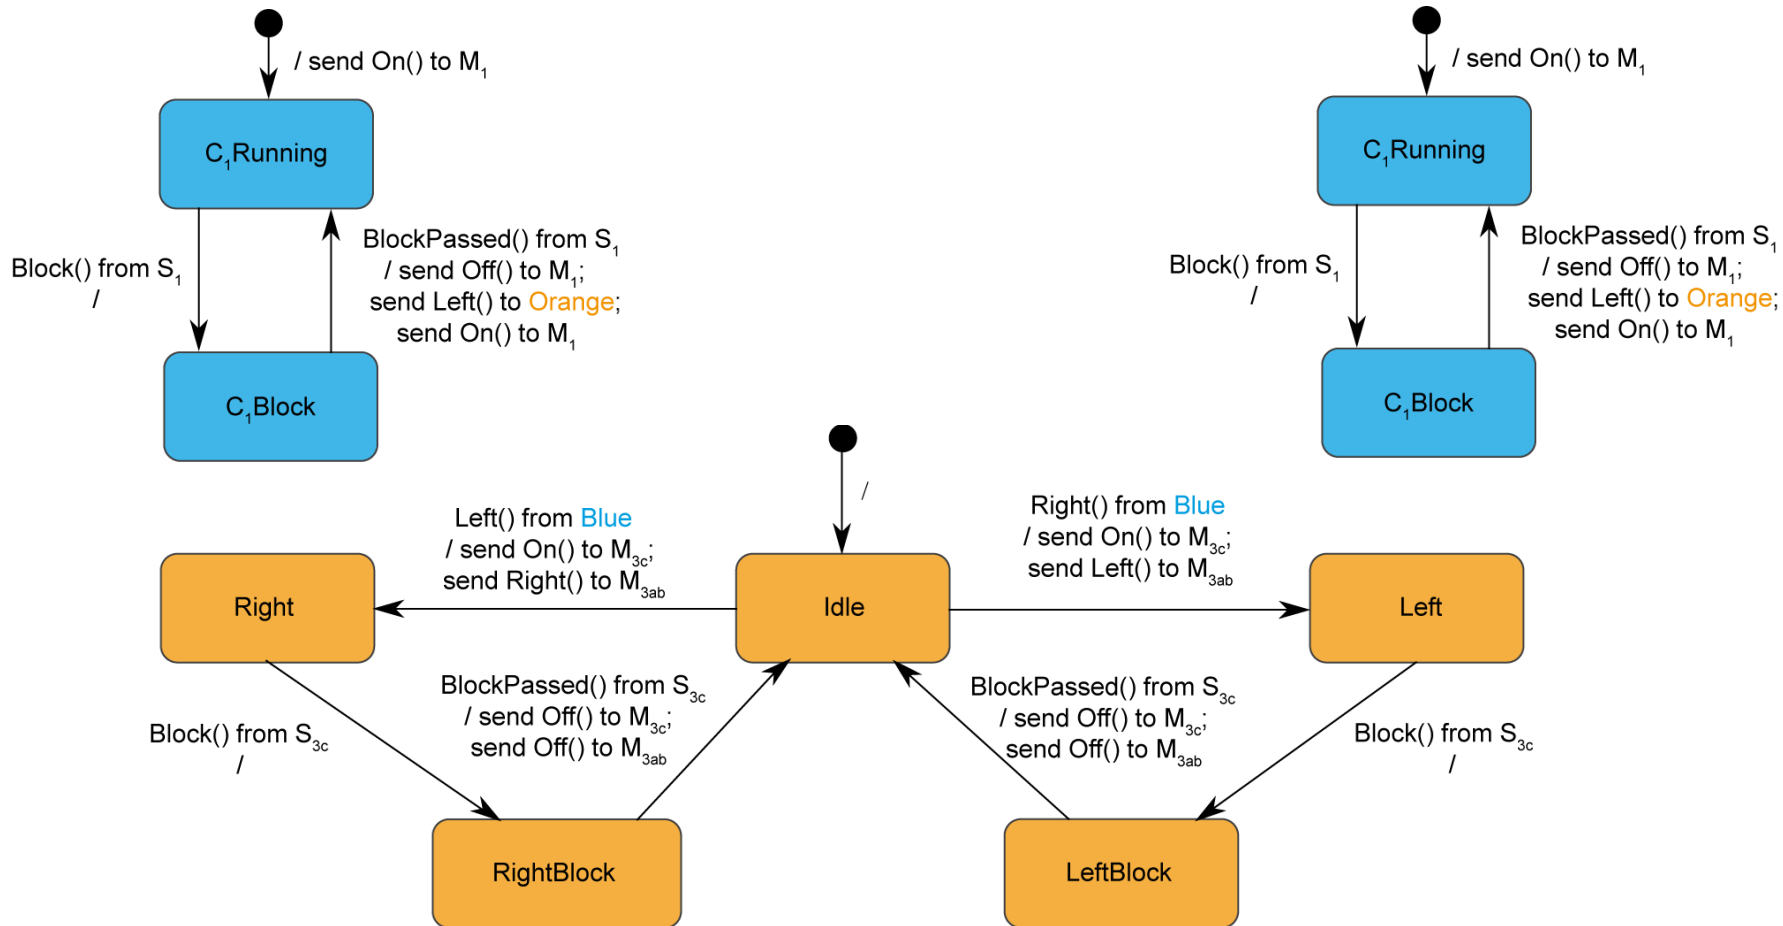 / send On() to M₁
C₁Running
Block() from S₁
/
BlockPassed() from S₁
/ send Off() to M₁;
send Left() to Orange;
send On() to M₁
C₁Block
/ send On() to M₁
C₁Running
Block() from S₁
/
BlockPassed() from S₁
/ send Off() to M₁;
send Left() to Orange;
send On() to M₁
C₁Block
/
Left() from Blue
/ send On() to M₃c;
send Right() to M₃ab
Right() from Blue
/ send On() to M₃c;
send Left() to M₃ab
Right
Idle
Left
Block() from S₃c
/
BlockPassed() from S₃c
/ send Off() to M₃c;
send Off() to M₃ab
BlockPassed() from S₃c
/ send Off() to M₃c;
send Off() to M₃ab
Block() from S₃c
/
RightBlock
LeftBlock